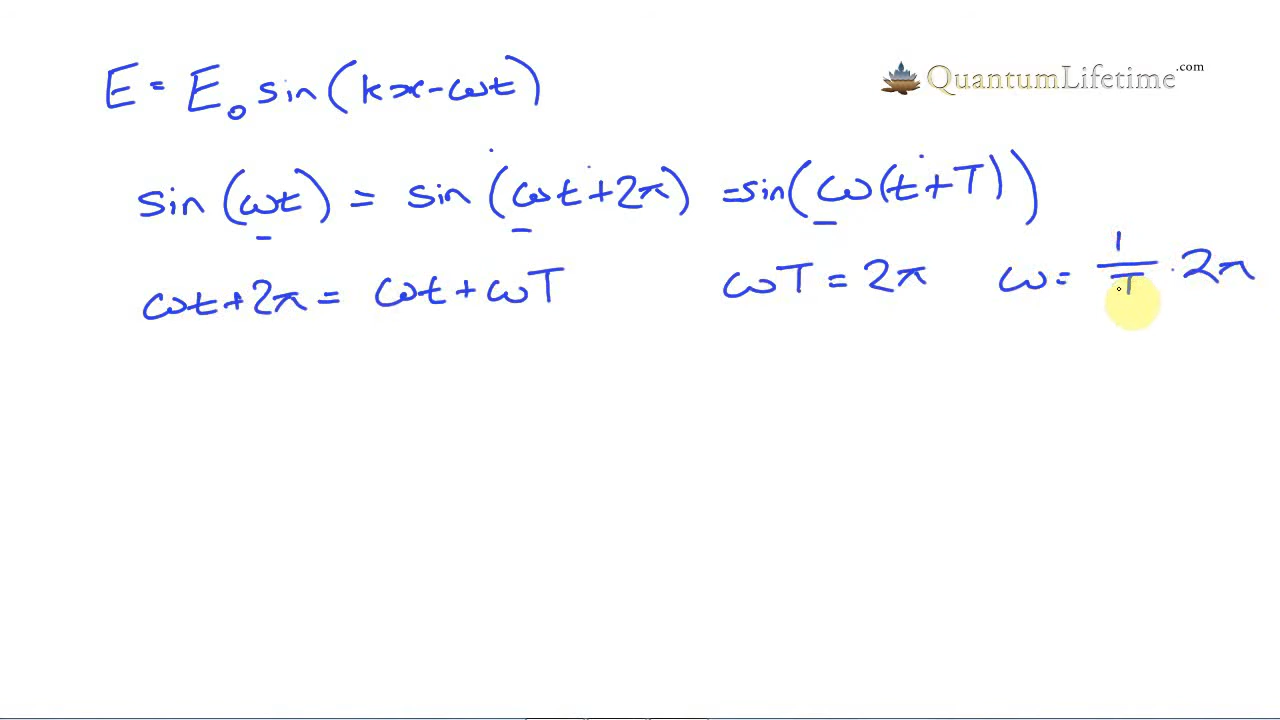 E = E₀ sin(kx-ωt)
QuantumLifetime.com
sin(ωt) = sin(ωt+2π) =sin(ω(t+T))
ωt+2π = ωt+ωT ωT = 2π ω= 1/T · 2π